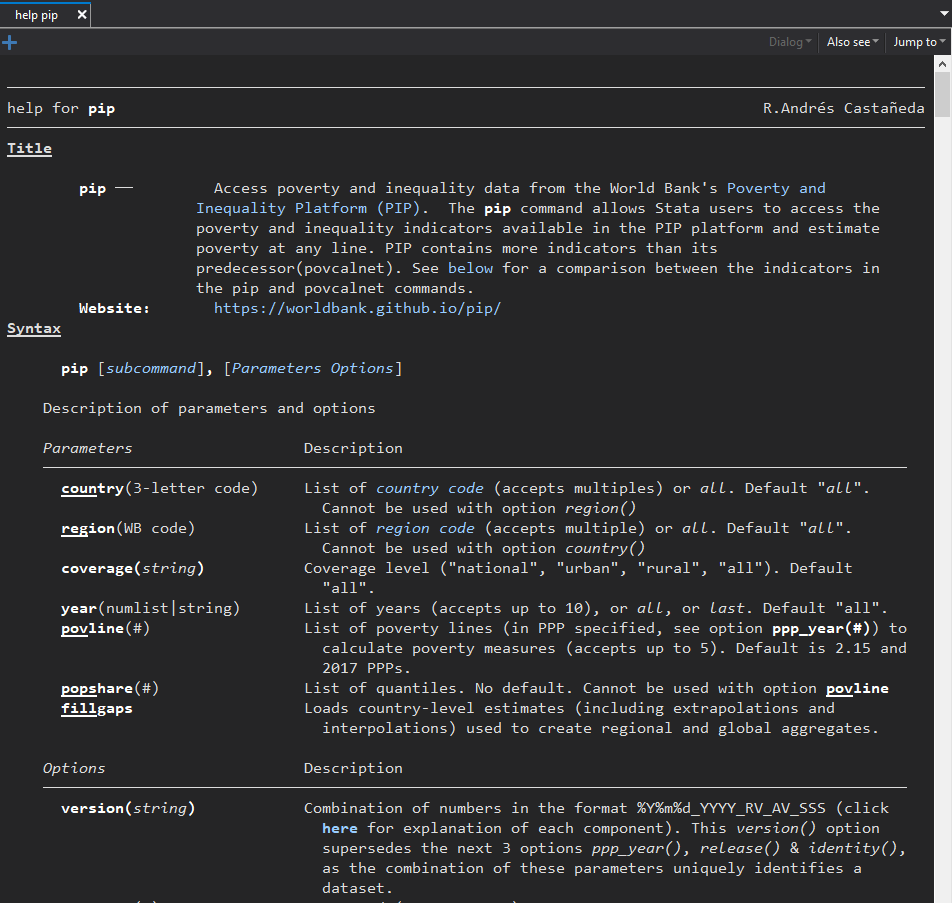 help pip
Dialog Also see Jump to
help for pip R.Andrés Castañeda
Title
pip — Access poverty and inequality data from the World Bank's Poverty and
Inequality Platform (PIP). The pip command allows Stata users to access the
poverty and inequality indicators available in the PIP platform and estimate
poverty at any line. PIP contains more indicators than its
predecessor(povcalnet). See below for a comparison between the indicators in
the pip and povcalnet commands.
Website: https://worldbank.github.io/pip/
Syntax
pip [subcommand], [Parameters Options]
Description of parameters and options
Parameters Description
country(3-letter code) List of country code (accepts multiples) or all. Default "all".
Cannot be used with option region()
region(WB code) List of region code (accepts multiple) or all. Default "all".
Cannot be used with option country()
coverage(string) Coverage level ("national", "urban", "rural", "all"). Default
"all".
year(numlist|string) List of years (accepts up to 10), or all, or last. Default "all".
povline(#) List of poverty lines (in PPP specified, see option ppp_year(#)) to
calculate poverty measures (accepts up to 5). Default is 2.15 and
2017 PPPs.
popshare(#) List of quantiles. No default. Cannot be used with option povline
fillgaps Loads country-level estimates (including extrapolations and
interpolations) used to create regional and global aggregates.
Options Description
version(string) Combination of numbers in the format %Y%m%d_YYYY_RV_AV_SSS (click
here for explanation of each component). This version() option
supersedes the next 3 options ppp_year(), release() & identity(),
as the combination of these parameters uniquely identifies a
dataset.